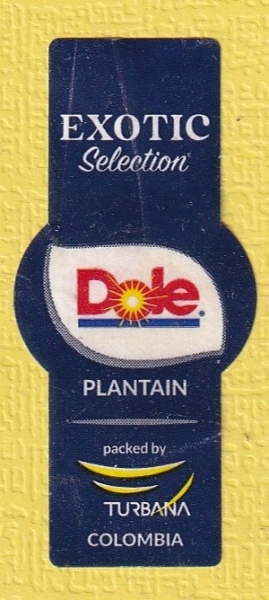 EXOTIC
Selection
Dole®
PLANTAIN
packed by
TURBANA
COLOMBIA